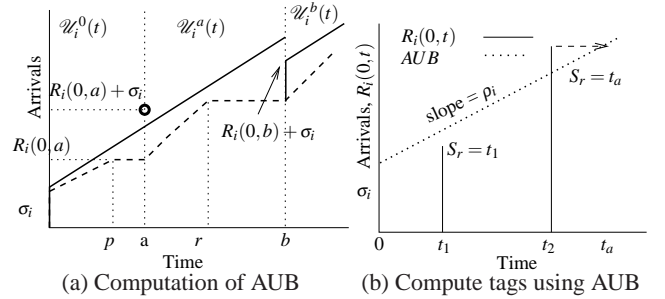 𝒰_i^0(t) 𝒰_i^a(t) 𝒰_i^b(t)
Arrivals
R_i(0,a)+σ_i
R_i(0,a)
R_i(0,b)+σ_i
σ_i
p a r b
Time
(a) Computation of AUB
R_i(0,t)
AUB
Arrivals, R_i(0,t)
S_r = t_a
slope = ρ_i
S_r = t_1
σ_i
0 t_1 t_2 t_a
Time
(b) Compute tags using AUB